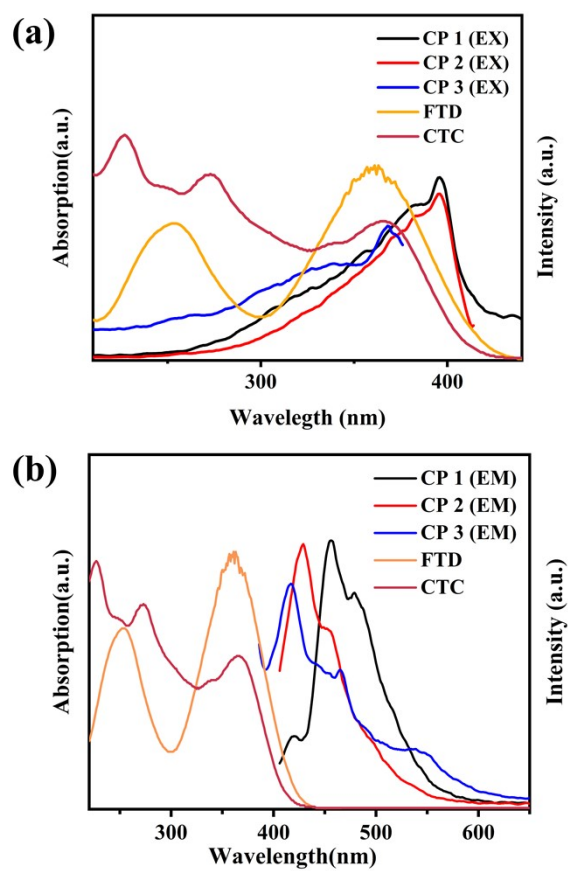 (a)
CP 1 (EX)
CP 2 (EX)
CP 3 (EX)
FTD
CTC
Absorption(a.u.)
Intensity (a.u.)
300
400
Wavelegth (nm)
(b)
CP 1 (EM)
CP 2 (EM)
CP 3 (EM)
FTD
CTC
Absorption(a.u.)
Intensity (a.u.)
300
400
500
600
Wavelength(nm)